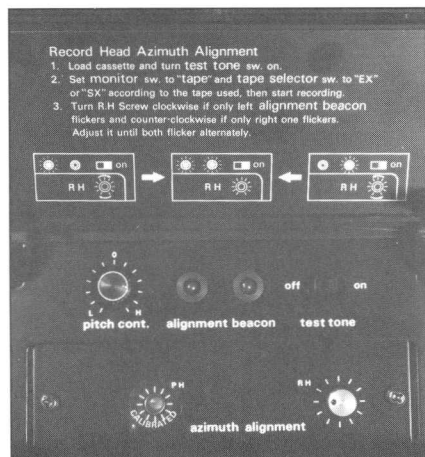 Record Head Azimuth Alignment
1. Load cassette and turn test tone sw. on.
2. Set monitor sw. to "tape" and tape selector sw. to "EX"
or "SX" according to the tape used, then start recording.
3. Turn R.H Screw clockwise if only left alignment beacon
flickers and counter-clockwise if only right one flickers.
Adjust it until both flicker alternately.
on on on
RH RH RH
O
L H off on
pitch cont. alignment beacon test tone
PH RH
CALIBRATED
azimuth alignment